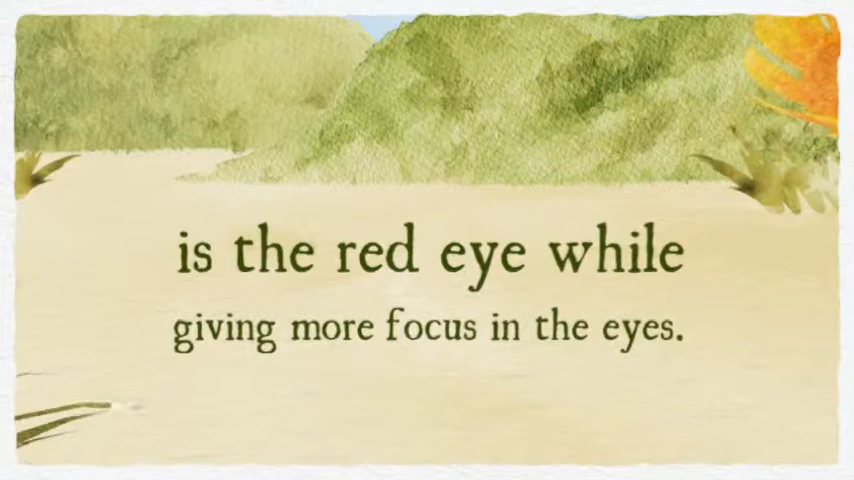 is the red eye while
giving more focus in the eyes.